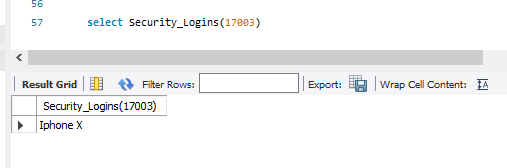 56
57 select Security_Logins(17003)
Result Grid Filter Rows: Export: Wrap Cell Content:
Security_Logins(17003)
Iphone X